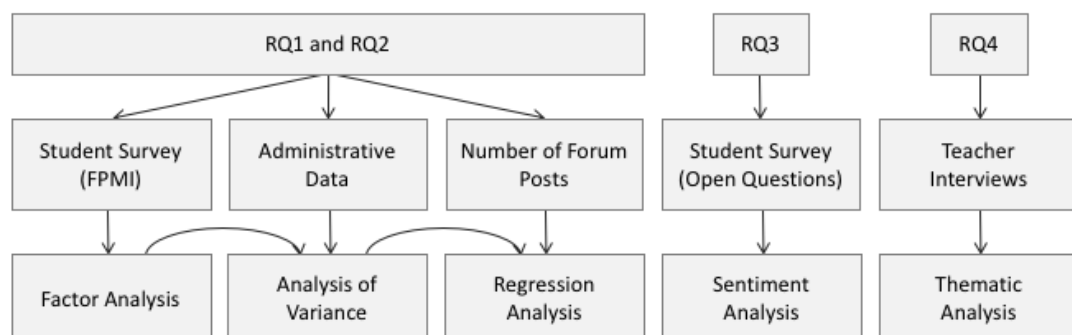 RQ1 and RQ2
RQ3
RQ4
Student Survey
(FPMI)
Administrative
Data
Number of Forum
Posts
Student Survey
(Open Questions)
Teacher
Interviews
Factor Analysis
Analysis of
Variance
Regression
Analysis
Sentiment
Analysis
Thematic
Analysis